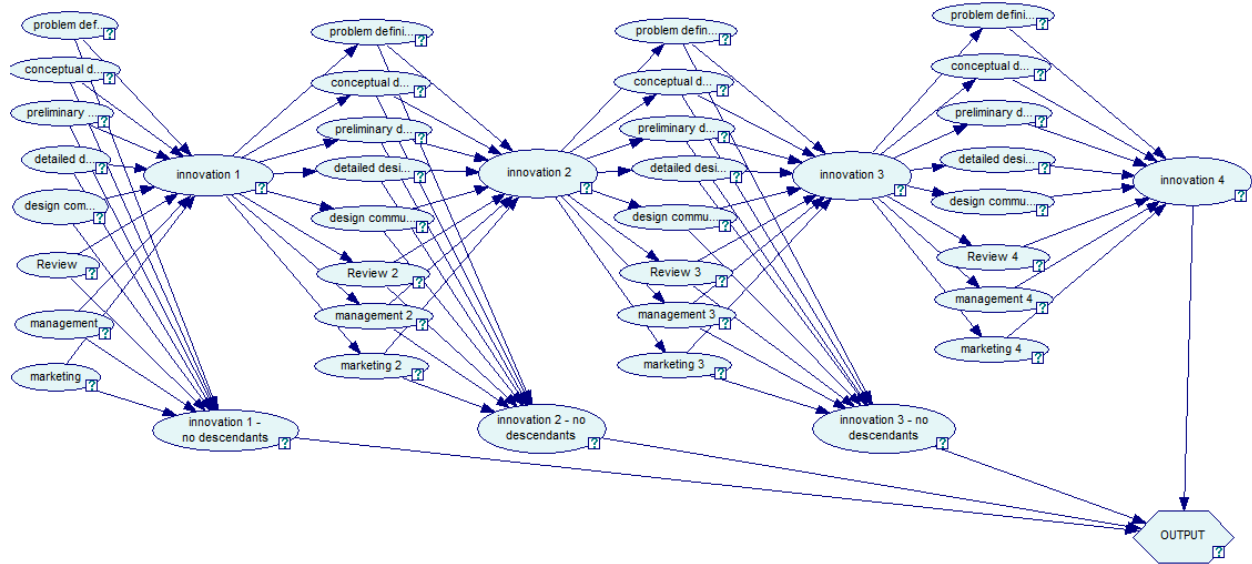 problem def...
conceptual d...
preliminary ...
detailed d...
design com...
Review
management
marketing
innovation 1
innovation 1 -
no descendants
problem defini...
conceptual d...
preliminary d...
detailed desi...
design commu...
Review 2
management 2
marketing 2
innovation 2
innovation 2 - no
descendants
problem defin...
conceptual d...
preliminary d...
detailed desi...
design commu...
Review 3
management 3
marketing 3
innovation 3
innovation 3 - no
descendants
problem defini...
conceptual d...
preliminary d...
detailed desi...
design commu...
Review 4
management 4
marketing 4
innovation 4
OUTPUT